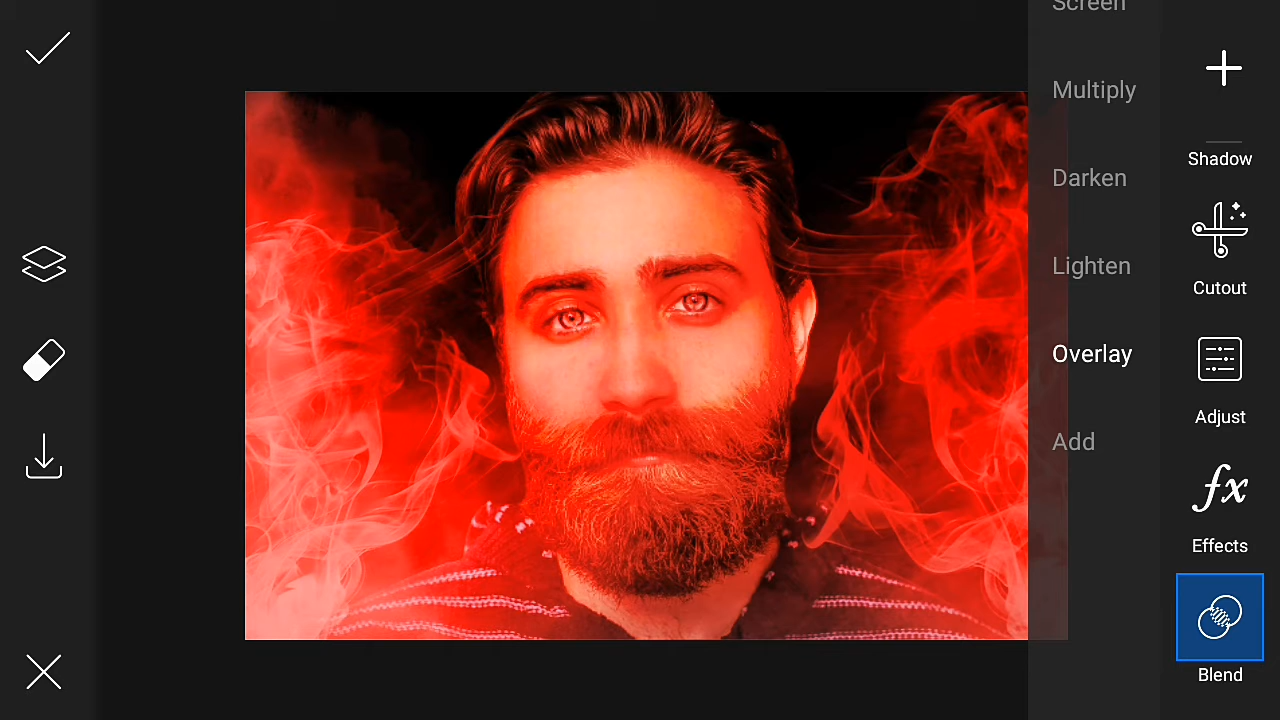 Screen
Multiply
Darken
Lighten
Overlay
Add
Shadow
Cutout
Adjust
fx
Effects
Blend